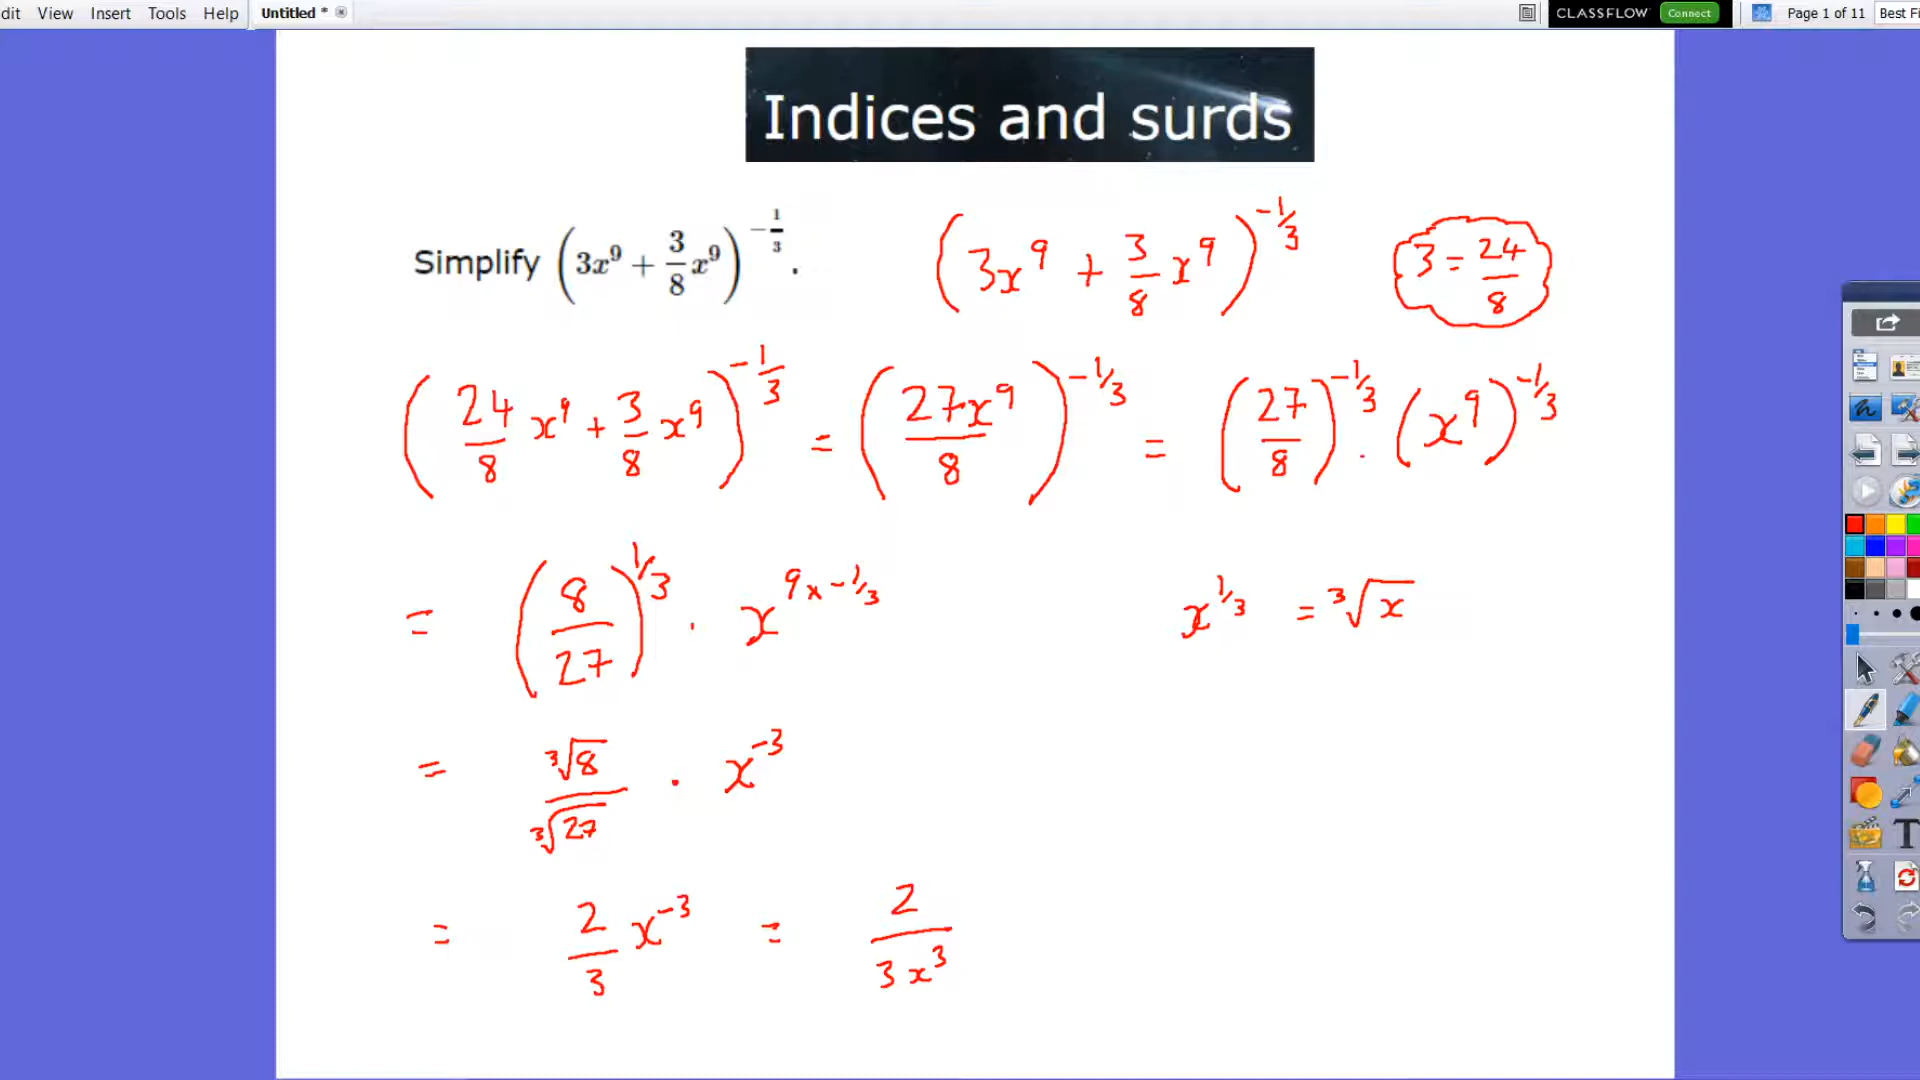 dit View Insert Tools Help Untitled * CLASSFLOW Connect Page 1 of 11 Best Fi
Indices and surds
Simplify (3x⁹ + 3/8 x⁹)^(-1/3) .
(3x⁹ + 3/8 x⁹)^(-1/3)
3 = 24/8
(24/8 x⁹ + 3/8 x⁹)^(-1/3) = (27x⁹/8)^(-1/3) = (27/8)^(-1/3) . (x⁹)^(-1/3)
= (8/27)^(1/3) . x^(9x-1/3)
x^(1/3) = ³√x
= ³√8/³√27 . x⁻³
= 2/3 x⁻³ = 2/3x³
T